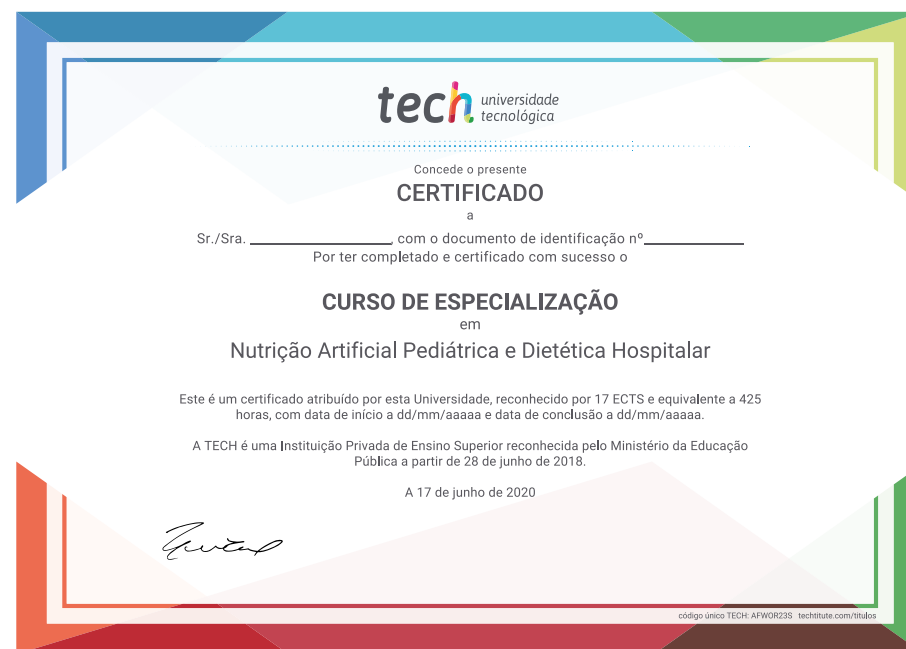 tech universidade
tecnológica
Concede o presente
CERTIFICADO
a
Sr./Sra. ____________________, com o documento de identificação nº______________
Por ter completado e certificado com sucesso o
CURSO DE ESPECIALIZAÇÃO
em
Nutrição Artificial Pediátrica e Dietética Hospitalar
Este é um certificado atribuído por esta Universidade, reconhecido por 17 ECTS e equivalente a 425
horas, com data de início a dd/mm/aaaaa e data de conclusão a dd/mm/aaaaa.
A TECH é uma Instituição Privada de Ensino Superior reconhecida pelo Ministério da Educação
Pública a partir de 28 de junho de 2018.
A 17 de junho de 2020
código único TECH: AFWOR23S techtitute.com/titulos